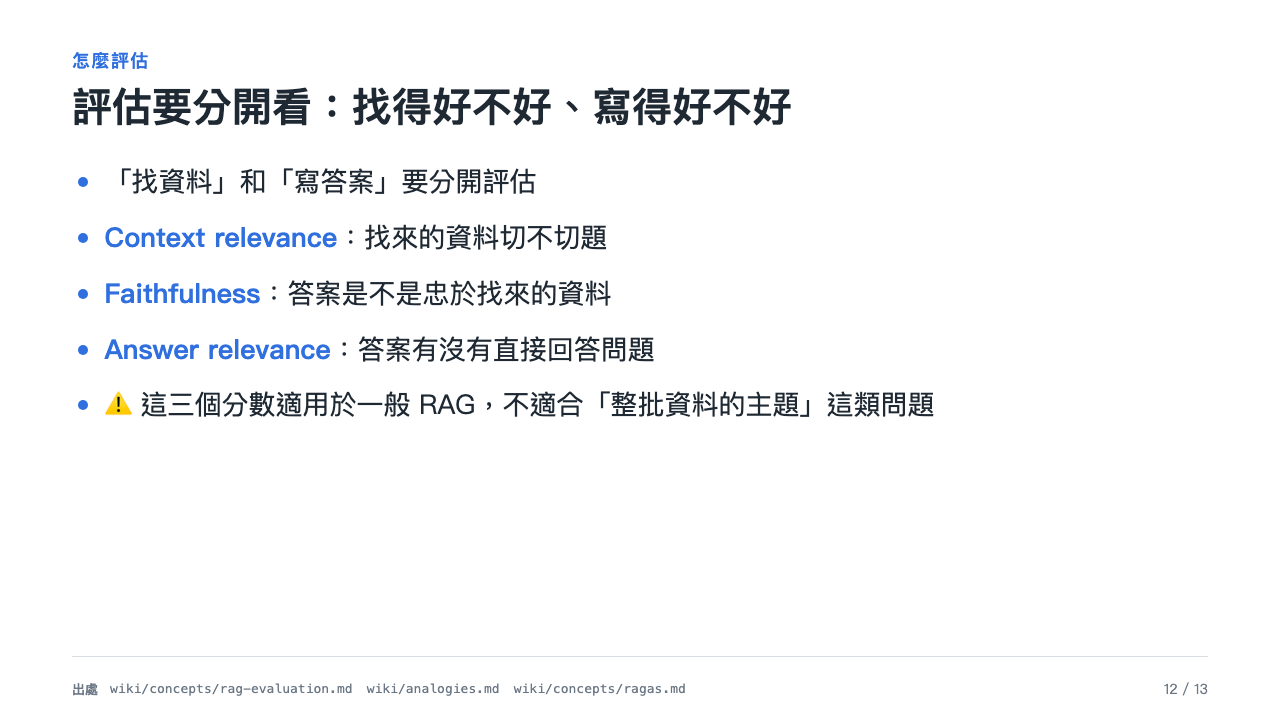 怎麼評估
評估要分開看：找得好不好、寫得好不好
• 「找資料」和「寫答案」要分開評估
• Context relevance：找來的資料切不切題
• Faithfulness：答案是不是忠於找來的資料
• Answer relevance：答案有沒有直接回答問題
• ⚠️ 這三個分數適用於一般 RAG，不適合「整批資料的主題」這類問題
出處 wiki/concepts/rag-evaluation.md wiki/analogies.md wiki/concepts/ragas.md
12 / 13